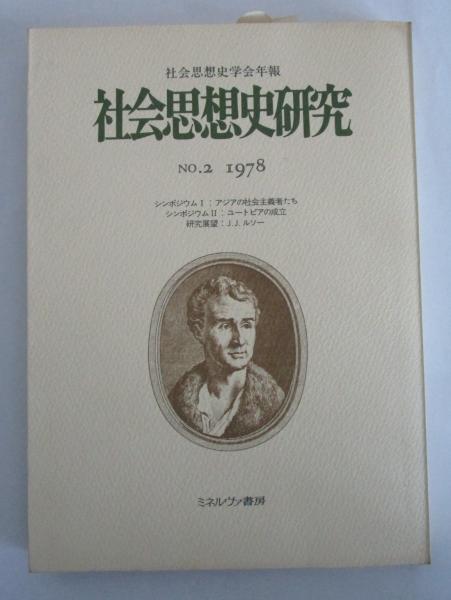 社会思想史学会年報
社会思想史研究
NO.2 1978
シンポジウムⅠ：アジアの社会主義者たち
シンポジウムⅡ：ユートピアの成立
研究展望：J.J.ルソー
ミネルヴァ書房